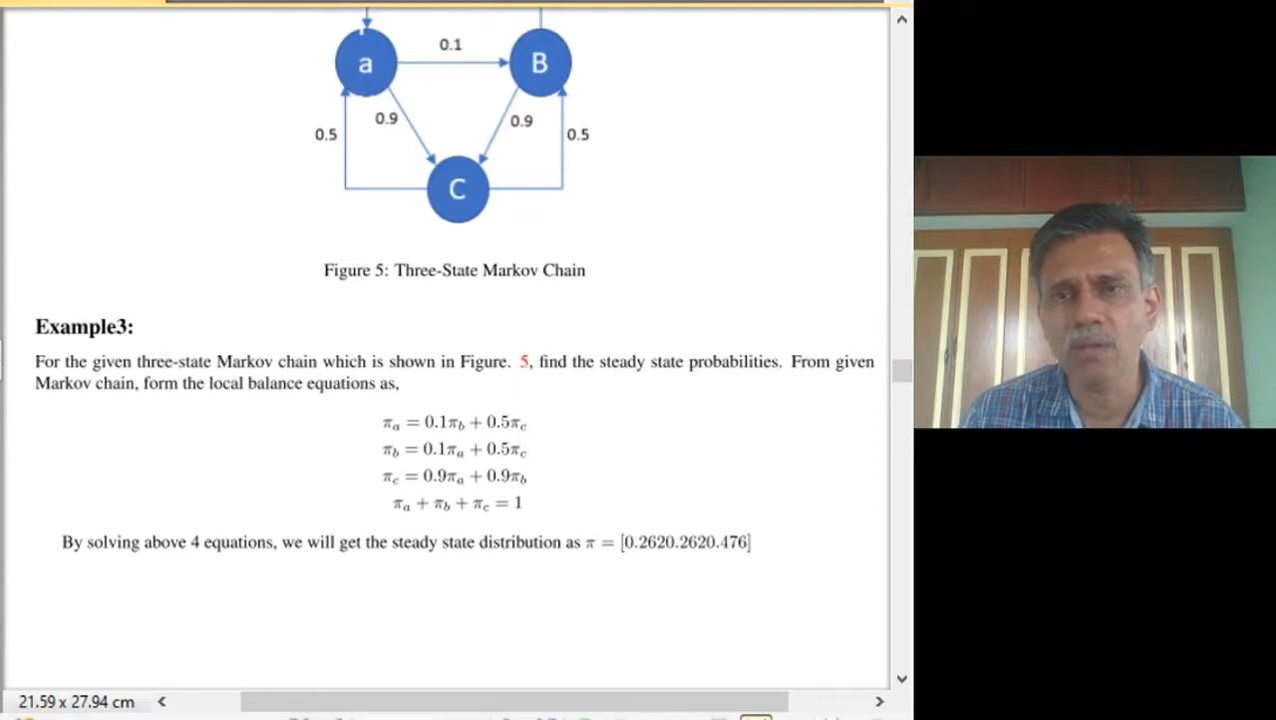 0.1
a
B
0.9
0.9
0.5
0.5
C
Figure 5: Three-State Markov Chain
Example3:
For the given three-state Markov chain which is shown in Figure. 5, find the steady state probabilities. From given
Markov chain, form the local balance equations as,
πa = 0.1πb + 0.5πc
πb = 0.1πa + 0.5πc
πc = 0.9πa + 0.9πb
πa + πb + πc = 1
By solving above 4 equations, we will get the steady state distribution as π = [0.2620.2620.476]
21.59 x 27.94 cm